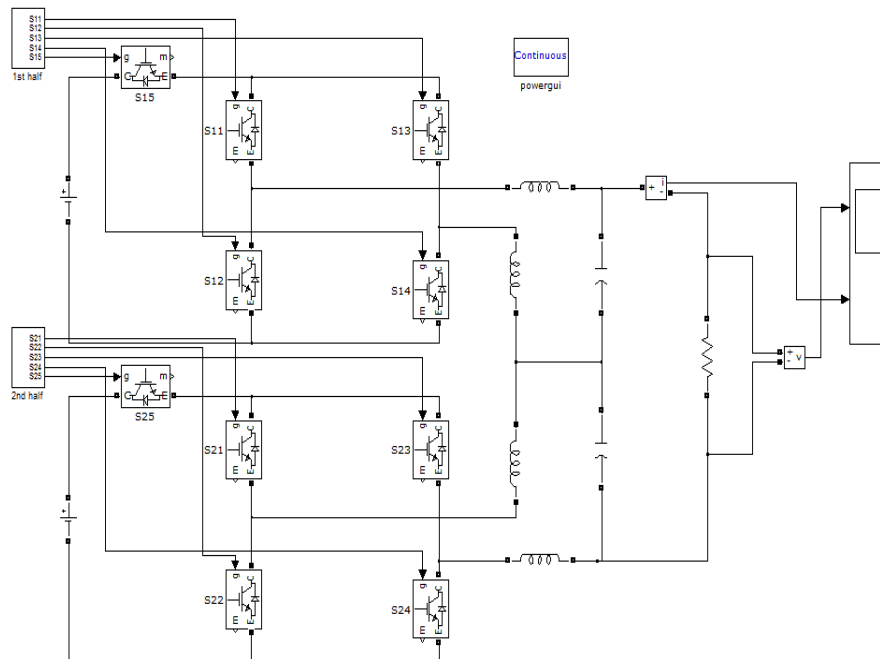 S11
S12
S13
S14
S15
1st half
g
m
C
E
S15
Continuous
powergui
g
C
S11
E
E
g
C
S13
E
E
i
+
-
g
C
S12
E
E
g
C
S14
E
E
+
S21
S22
S23
S24
S25
2nd half
g
m
C
E
S25
+
-
v
g
C
S21
E
E
g
C
S23
E
E
+
g
C
S22
E
E
g
C
S24
E
E